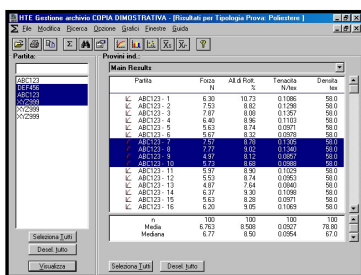 HTE Gestione archivio COPIA DIMOSTRATIVA - [Risultati per Tipologia Prova: Poliestere ]
File Modifica Ricerca Opzione Grafici Finestre Guida
Partita:
ABC123
DEF456
ABC123
XYZ999
XYZ999
XYZ999
Seleziona Tutti
Desel. tutto
Visualizza
Provini ind.:
Main Results
Partita Forza All.di Rott. Tenacita Densita
N % N/tex tex
ABC123 - 1 6.30 10.73 0.1086 58.0
ABC123 - 2 7.53 8.82 0.1298 58.0
ABC123 - 3 7.87 8.08 0.1357 58.0
ABC123 - 4 6.40 8.96 0.1103 58.0
ABC123 - 5 5.63 8.74 0.0971 58.0
ABC123 - 6 5.67 8.32 0.0978 58.0
ABC123 - 7 7.57 8.78 0.1305 58.0
ABC123 - 8 7.77 9.02 0.1340 58.0
ABC123 - 9 4.97 8.12 0.0857 58.0
ABC123 - 10 5.73 8.68 0.0988 58.0
ABC123 - 11 5.97 8.90 0.1029 58.0
ABC123 - 12 5.53 8.74 0.0953 58.0
ABC123 - 13 4.87 7.64 0.0840 58.0
ABC123 - 14 6.37 9.30 0.1098 58.0
ABC123 - 15 5.63 8.28 0.0971 58.0
ABC123 - 16 6.20 9.05 0.1069 58.0
n 100 100 100 100
Media 6.763 8.508 0.0927 78.80
Mediana 6.77 8.50 0.0954 67.0
Seleziona Tutti Desel. tutto